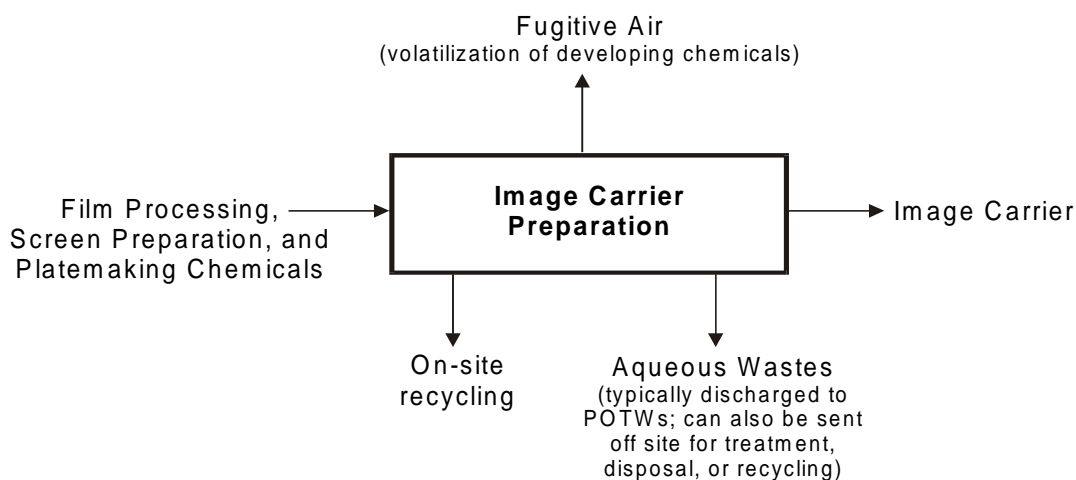 Fugitive Air
(volatilization of developing chemicals)
Image Carrier
Preparation
Film Processing,
Screen Preparation, and
Platemaking Chemicals
Image Carrier
On-site
recycling
Aqueous Wastes
(typically discharged to
POTWs; can also be sent
off site for treatment,
disposal, or recycling)